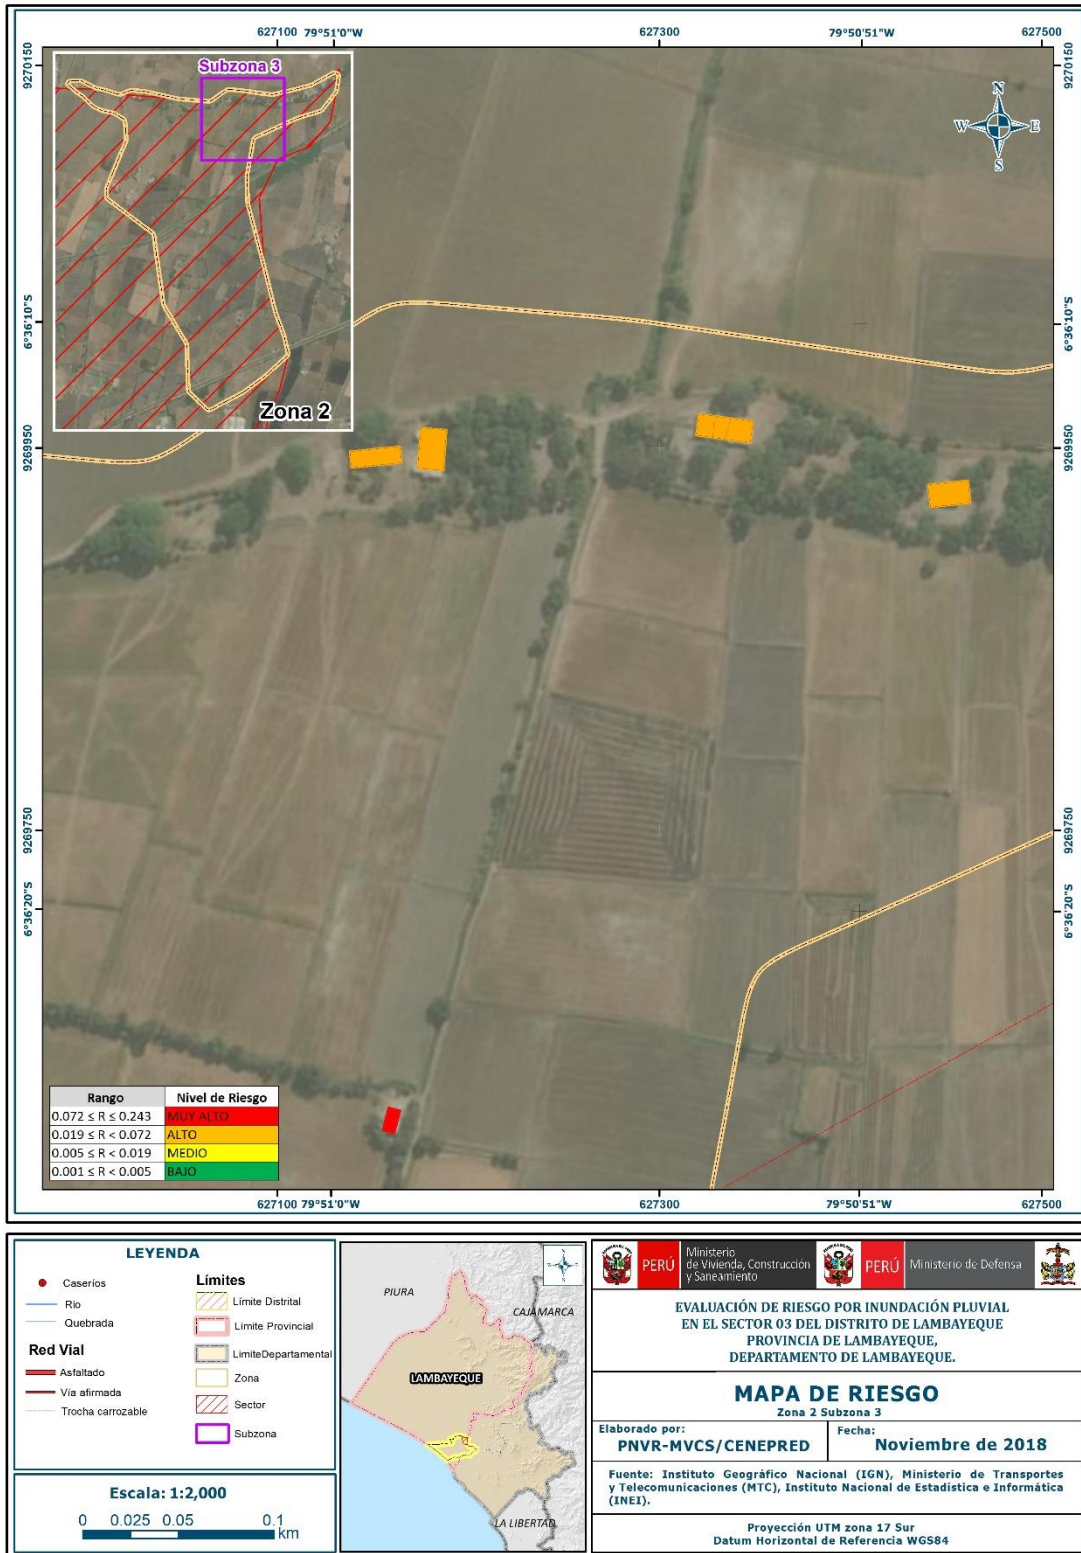 627100 79°51'0"W 627300 79°50'51"W 627500
9270150
9270150
Subzona 3
Zona 2
N
W E
S
6°36'10"S
6°36'10"S
9269950
9269950
9269750
9269750
6°36'20"S
6°36'20"S
Rango Nivel de Riesgo
0.072 ≤ R ≤ 0.243 MUY ALTO
0.019 ≤ R < 0.072 ALTO
0.005 ≤ R < 0.019 MEDIO
0.001 ≤ R < 0.005 BAJO
627100 79°51'0"W 627300 79°50'51"W 627500
LEYENDA
Caseríos
Rio
Quebrada
Red Vial
Asfaltado
Vía afirmada
Trocha carrozable
Límites
Límite Distrital
Límite Provincial
LimiteDepartamental
Zona
Sector
Subzona
Escala: 1:2,000
0 0.025 0.05 0.1
km
PIURA
CAJAMARCA
LAMBAYEQUE
LA LIBERTAD
PERÚ
Ministerio
de Vivienda, Construcción
y Saneamiento
PERÚ
Ministerio de Defensa
EVALUACIÓN DE RIESGO POR INUNDACIÓN PLUVIAL
EN EL SECTOR 03 DEL DISTRITO DE LAMBAYEQUE
PROVINCIA DE LAMBAYEQUE,
DEPARTAMENTO DE LAMBAYEQUE.
MAPA DE RIESGO
Zona 2 Subzona 3
Elaborado por:
PNVR-MVCS/CENEPRED
Fecha:
Noviembre de 2018
Fuente: Instituto Geográfico Nacional (IGN), Ministerio de Transportes
y Telecomunicaciones (MTC), Instituto Nacional de Estadística e Informática
(INEI).
Proyección UTM zona 17 Sur
Datum Horizontal de Referencia WGS84